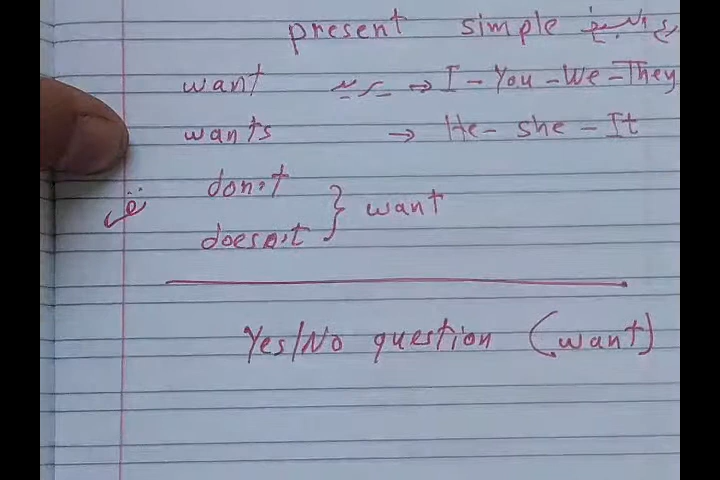 present simple
want → I - You - We - They
wants → He - she - It
don't
نفي } want
doesn't
Yes/No question (want)